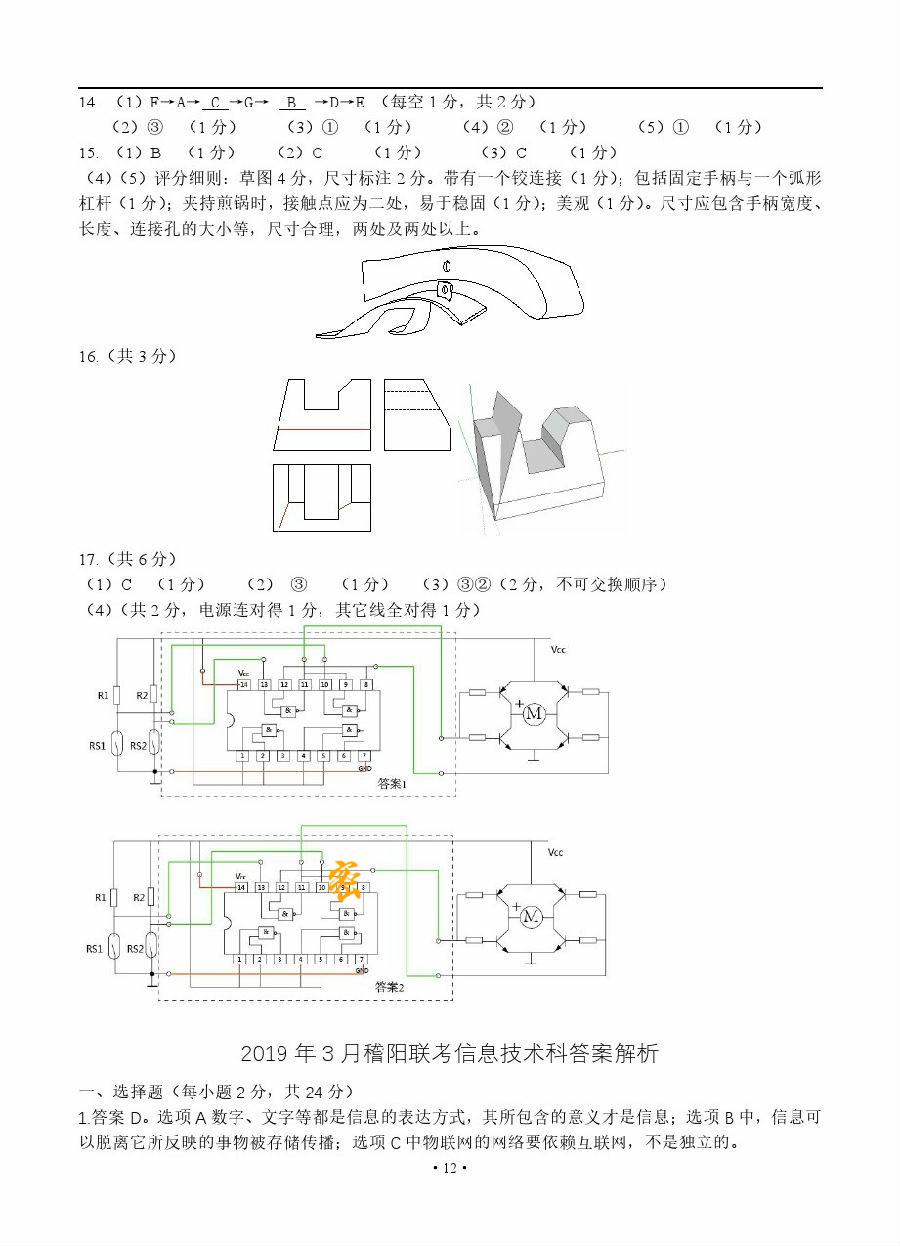 14 （1）F→A→ C →G→ B →D→E （每空 1 分，共 2 分）
（2）③ （1 分） （3）① （1 分） （4）② （1 分） （5）① （1 分）
15. （1）B （1 分） （2）C （1 分） （3）C （1 分）
（4）（5）评分细则：草图 4 分，尺寸标注 2 分。带有一个铰连接（1 分）；包括固定手柄与一个弧形
杠杆（1 分）；夹持煎锅时，接触点应为二处，易于稳固（1 分）；美观（1 分）。尺寸应包含手柄宽度、
长度、连接孔的大小等，尺寸合理，两处及两处以上。
C
16.（共 3 分）
17.（共 6 分）
（1）C （1 分） （2） ③ （1 分） （3）③②（2 分，不可交换顺序）
（4）（共 2 分，电源连对得 1 分；其它线全对得 1 分）
Vcc
Vcc
14 13 12 11 10 9 8
R1 R2
& &
+ M
& &
RS1 RS2
1 2 3 4 5 6 7
GND
答案1
Vcc
Vcc
14 13 12 11 10 9 8
密
R1 R2
& &
+ M
& &
RS1 RS2
1 2 3 4 5 6 7
GND
答案2
2019 年 3 月稽阳联考信息技术科答案解析
一、选择题（每小题 2 分，共 24 分）
1.答案 D。选项 A 数字、文字等都是信息的表达方式，其所包含的意义才是信息；选项 B 中，信息可
以脱离它所反映的事物被存储传播；选项 C 中物联网的网络要依赖互联网，不是独立的。
· 12 ·